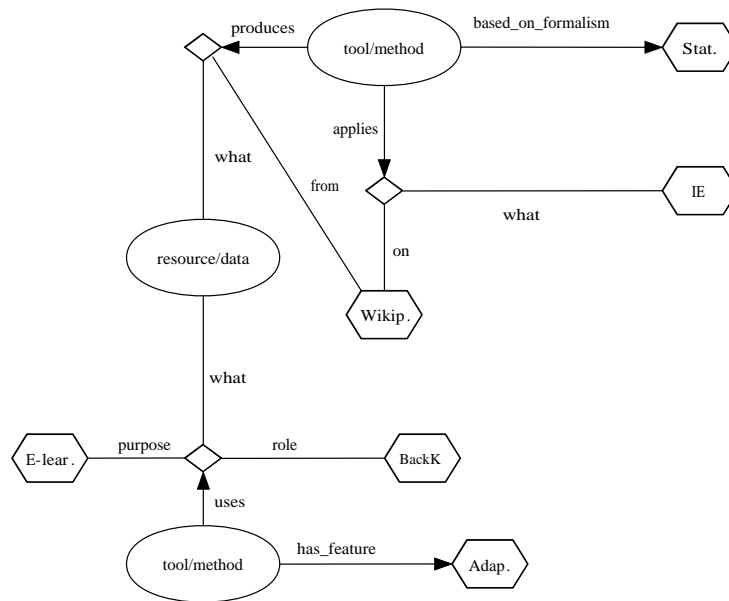 produces
tool/method
based_on_formalism
Stat.
applies
what
from
what
IE
resource/data
on
Wikip.
what
E-lear.
purpose
role
BackK
uses
tool/method
has_feature
Adap.